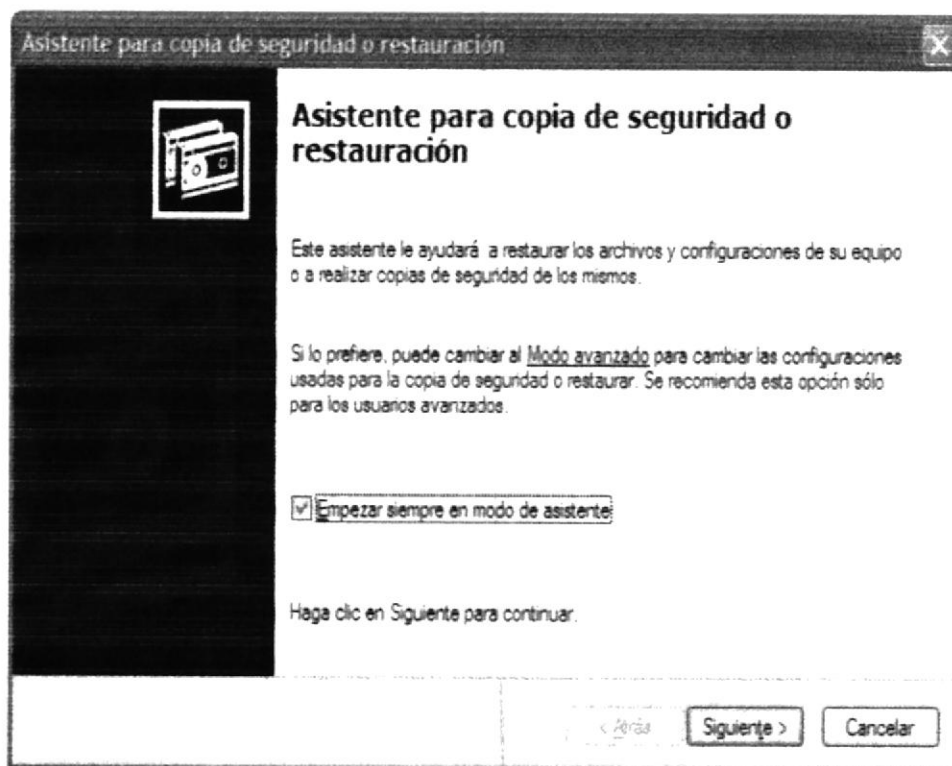 Asistente para copia de seguridad o restauración
Asistente para copia de seguridad o
restauración
Este asistente le ayudará a restaurar los archivos y configuraciones de su equipo
o a realizar copias de seguridad de los mismos.
Si lo prefiere, puede cambiar al Modo avanzado para cambiar las configuraciones
usadas para la copia de seguridad o restaurar. Se recomienda esta opción sólo
para los usuarios avanzados.
Empezar siempre en modo de asistente
Haga clic en Siguiente para continuar.
< Atrás Siguiente > Cancelar